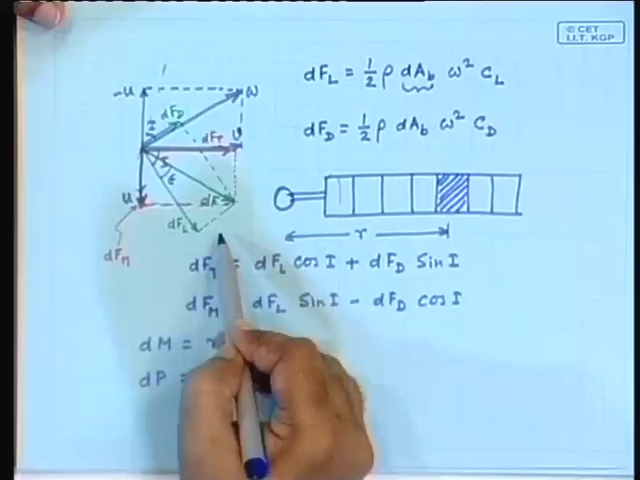 © CET
I.I.T. KGP
dF_L = 1/2 ρ dA_b ω² C_L
dF_D = 1/2 ρ dA_b ω² C_D
-u
ω
dF_D
I
dF_T
v
I
ε
u
dF
dF_L
dF_M
r
dF_T = dF_L cos I + dF_D Sin I
dF_M dF_L Sin I - dF_D cos I
dM = r
dP =